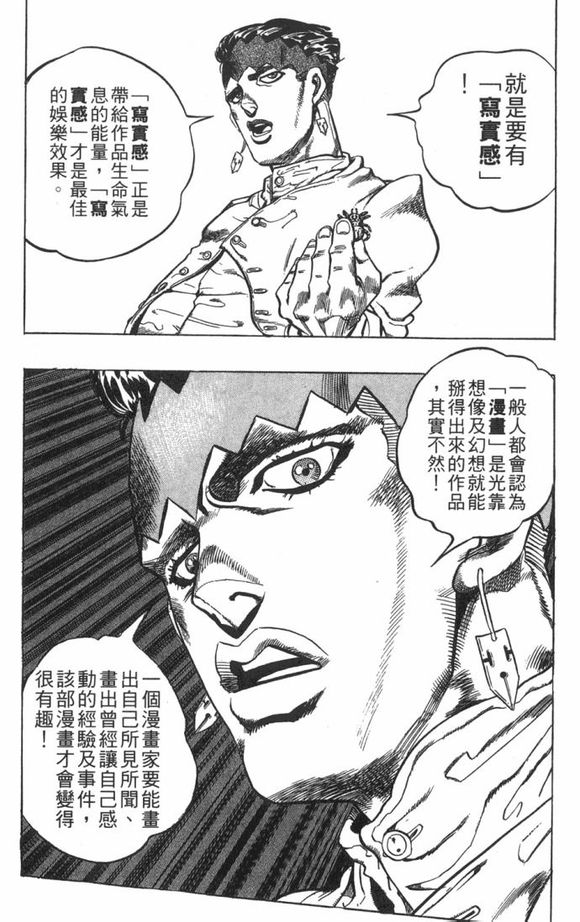 就是要有
「寫實感」
！
「寫實感」正是
帶給作品生命氣
息的能量，「寫
實感」才是最佳
的娛樂效果。
一般人都會認為
「漫畫」是光靠
想像及幻想就能
掰得出來的作品
，其實不然！
一個漫畫家要能畫
出自己所見所聞、
畫出曾經讓自己感
動的經驗及事件，
該部漫畫才會變得
很有趣！